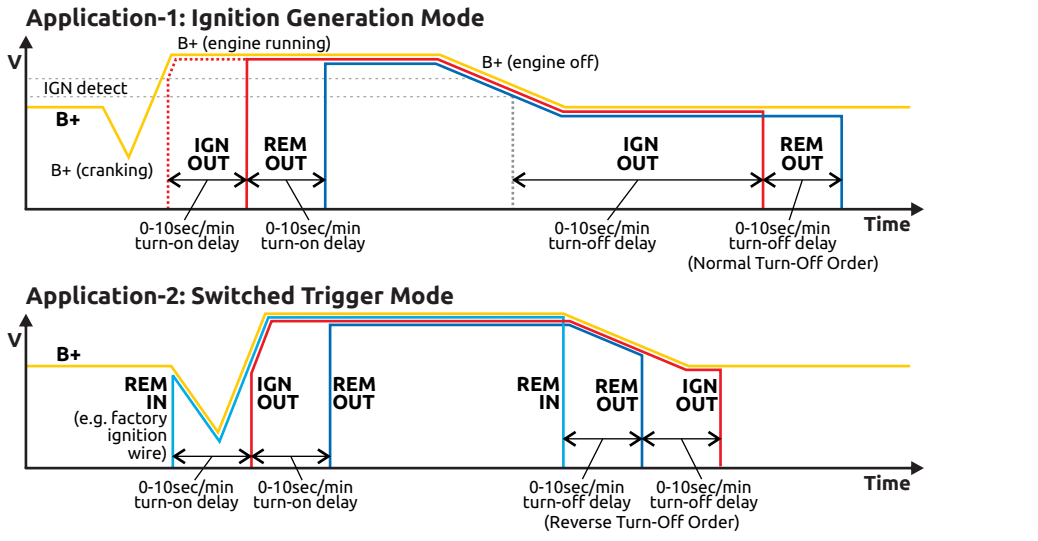 Application-1: Ignition Generation Mode
V
B+ (engine running)
B+ (engine off)
IGN detect
B+
B+ (cranking)
IGN
OUT
REM
OUT
IGN
OUT
REM
OUT
Time
0-10sec/min
turn-on delay
0-10sec/min
turn-on delay
0-10sec/min
turn-off delay
0-10sec/min
turn-off delay
(Normal Turn-Off Order)
Application-2: Switched Trigger Mode
V
B+
REM
IN
(e.g. factory
ignition
wire)
IGN
OUT
REM
OUT
REM
IN
REM
OUT
IGN
OUT
Time
0-10sec/min
turn-on delay
0-10sec/min
turn-on delay
0-10sec/min
turn-off delay
0-10sec/min
turn-off delay
(Reverse Turn-Off Order)